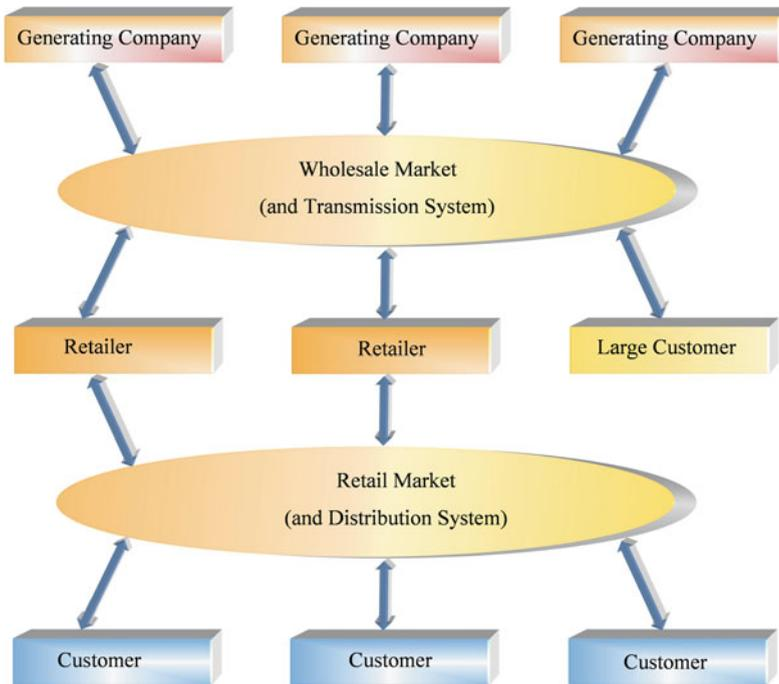 Generating Company
Generating Company
Generating Company
Wholesale Market
(and Transmission System)
Retailer
Retailer
Large Customer
Retail Market
(and Distribution System)
Customer
Customer
Customer